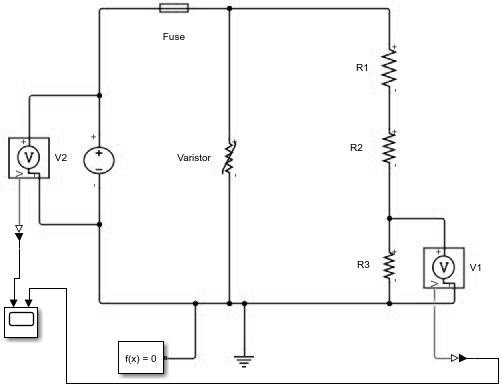 Fuse
R1
R2
Varistor
V
V2
R3
V
V1
f(x) = 0